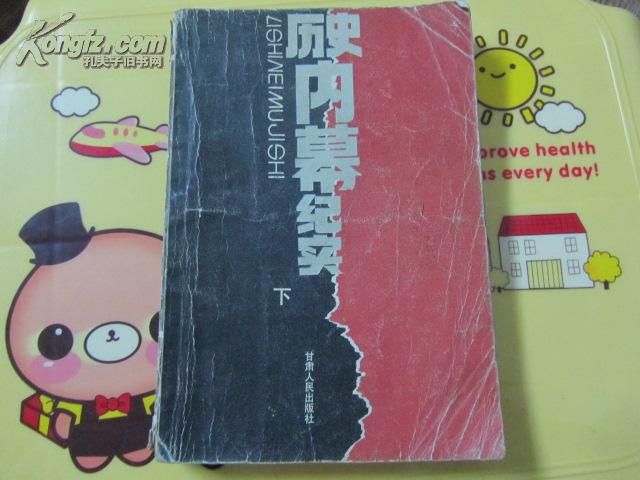 Kongfz.com
孔夫子旧书网
历史内幕纪实
LISHINEIMUJISHI
下
甘肃人民出版社
prove health
s every day!